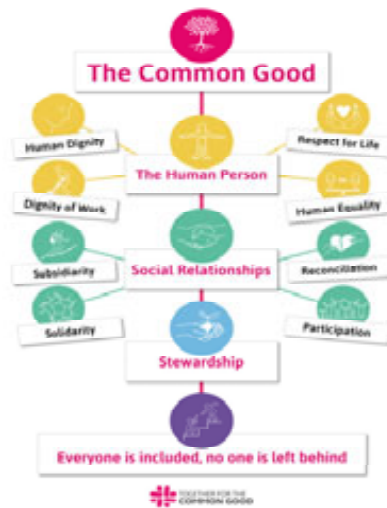 The Common Good
Human Dignity
Respect for Life
The Human Person
Dignity of Work
Human Equality
Subsidiarity
Social Relationships
Reconciliation
Solidarity
Participation
Stewardship
Everyone is included, no one is left behind
TOGETHER FOR THE
COMMON GOOD